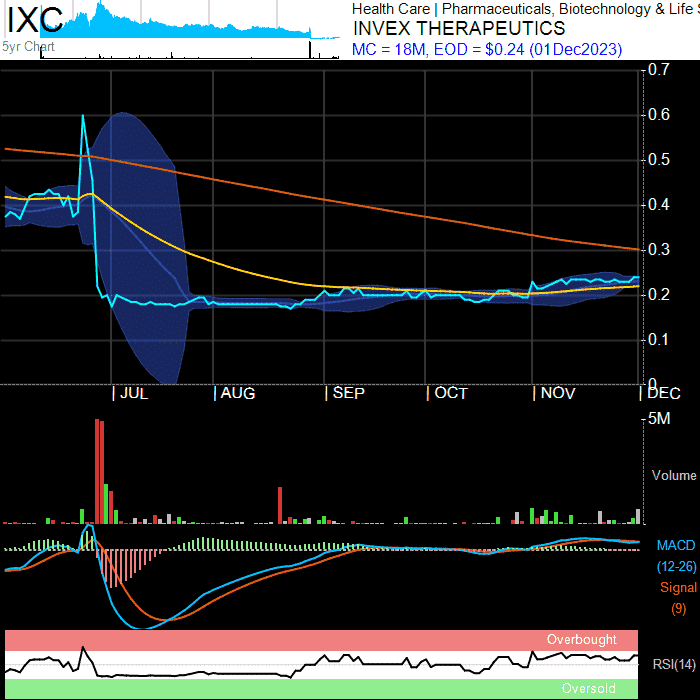 IXC
5yr Chart
Health Care | Pharmaceuticals, Biotechnology & Life S
INVEX THERAPEUTICS
MC = 18M, EOD = $0.24 (01Dec2023)
0.7
0.6
0.5
0.4
0.3
0.2
0.1
0
JUL AUG SEP OCT NOV DEC
5M
Volume
MACD
(12-26)
Signal
(9)
Overbought
RSI(14)
Oversold